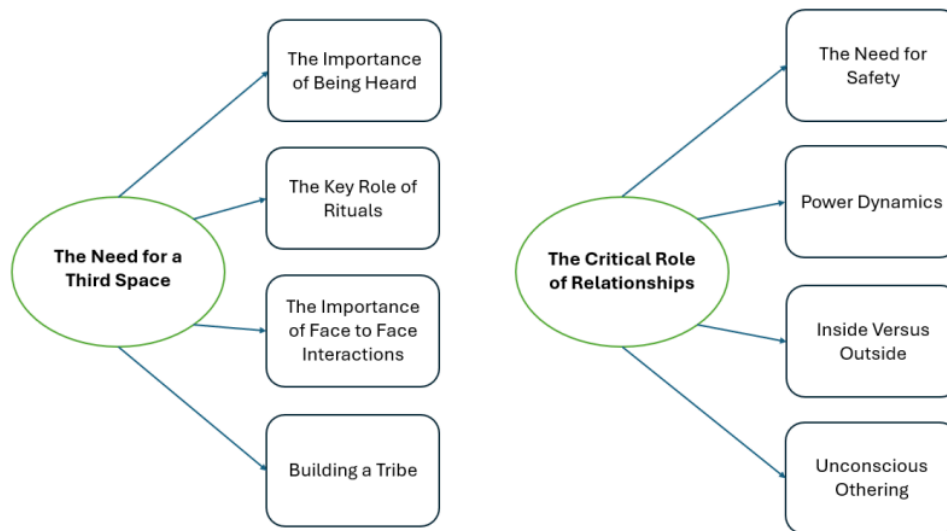 The Importance
of Being Heard
The Key Role of
Rituals
The Need for a
Third Space
The Importance
of Face to Face
Interactions
Building a Tribe
The Need for
Safety
Power Dynamics
The Critical Role
of Relationships
Inside Versus
Outside
Unconscious
Othering